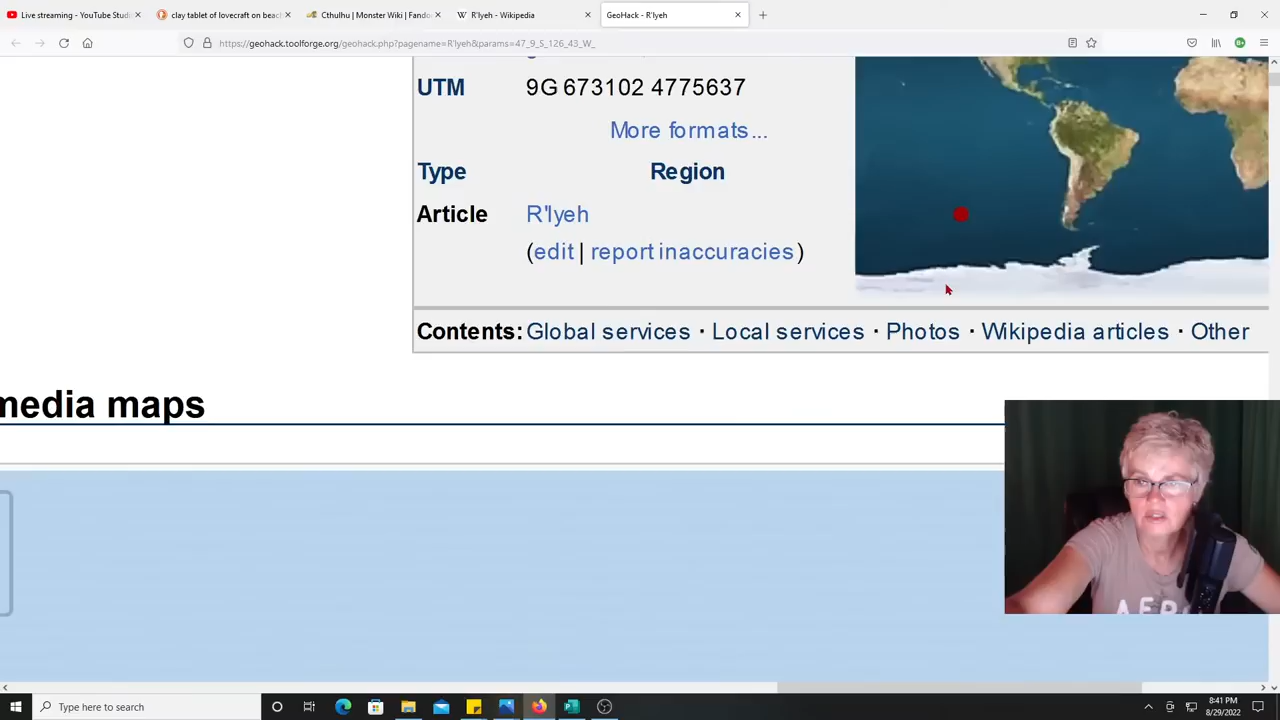 Live streaming - YouTube Studi
clay tablet of lovecraft on beac
Cthulhu | Monster Wiki | Fando
R'lyeh - Wikipedia
GeoHack - R'lyeh
https://geohack.toolforge.org/geohack.php?pagename=R'lyeh&params=47_9_S_126_43_W_
UTM 9G 673102 4775637
More formats...
Type Region
Article R'lyeh
(edit | report inaccuracies)
Contents: Global services · Local services · Photos · Wikipedia articles · Other
media maps
AERO
Type here to search
8:41 PM
8/29/2022